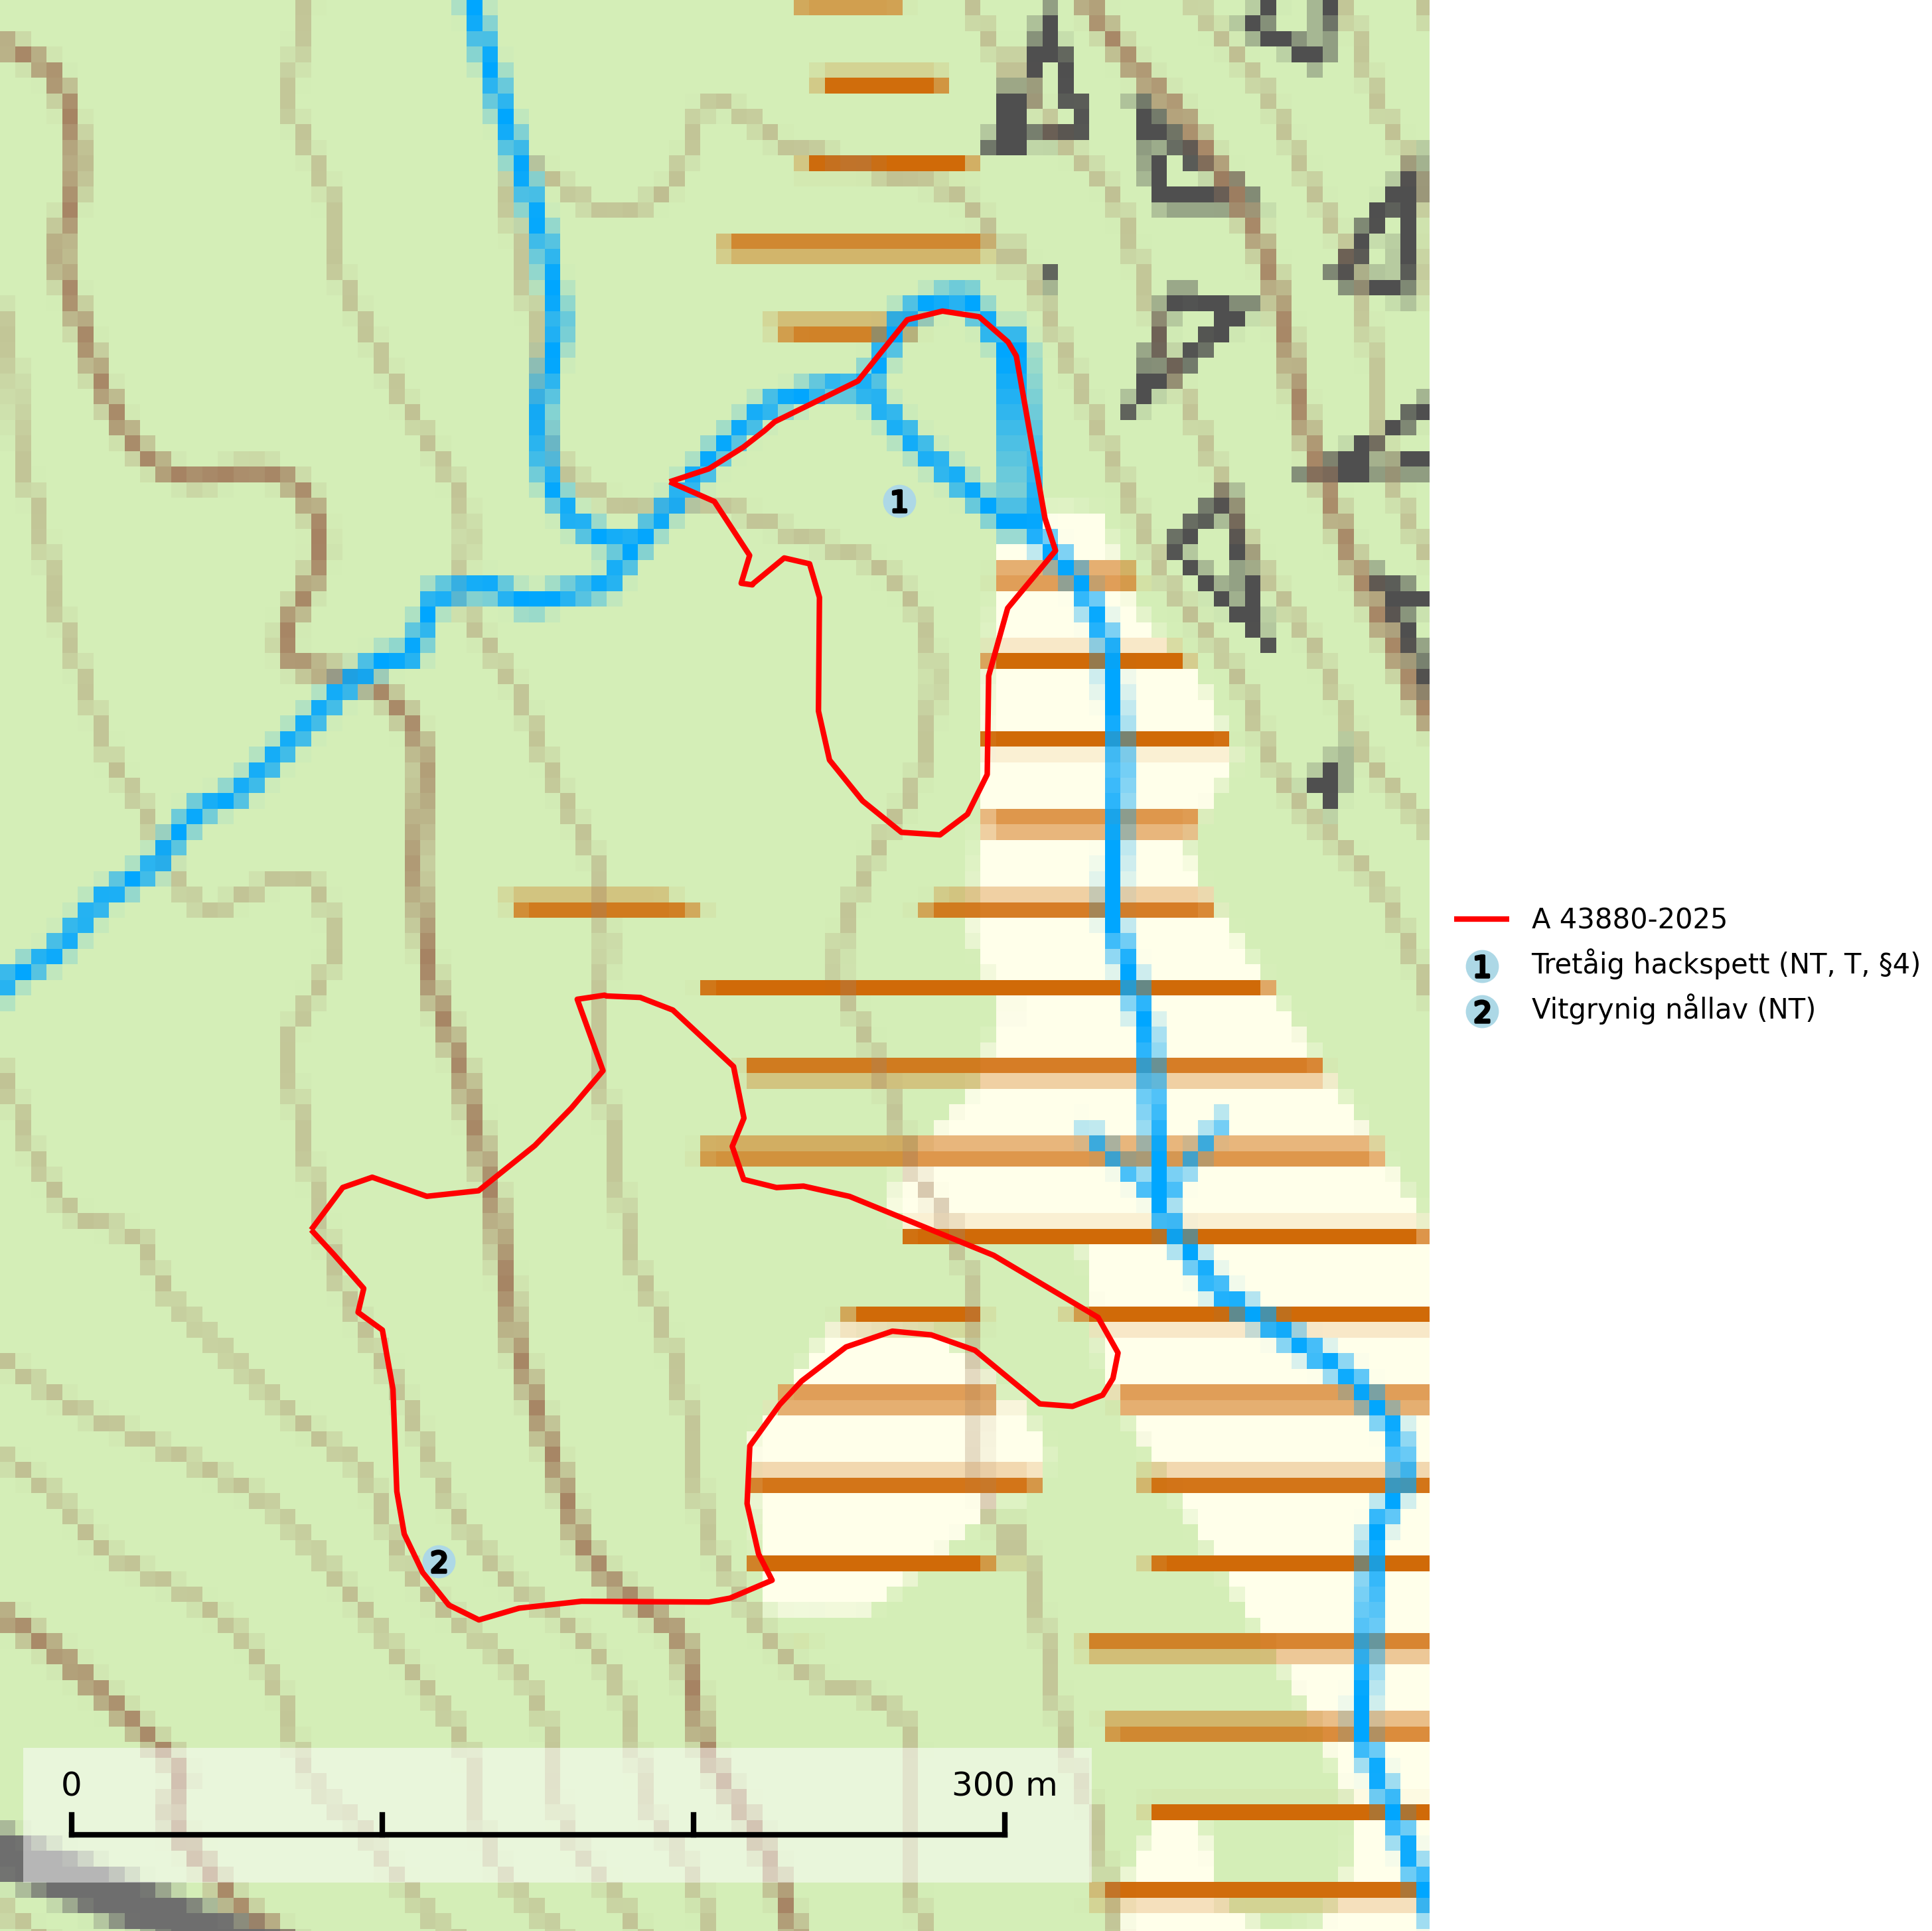 1
A 43880-2025
1 Tretåig hackspett (NT, T, §4)
2 Vitgrynig nållav (NT)
2
0 300 m